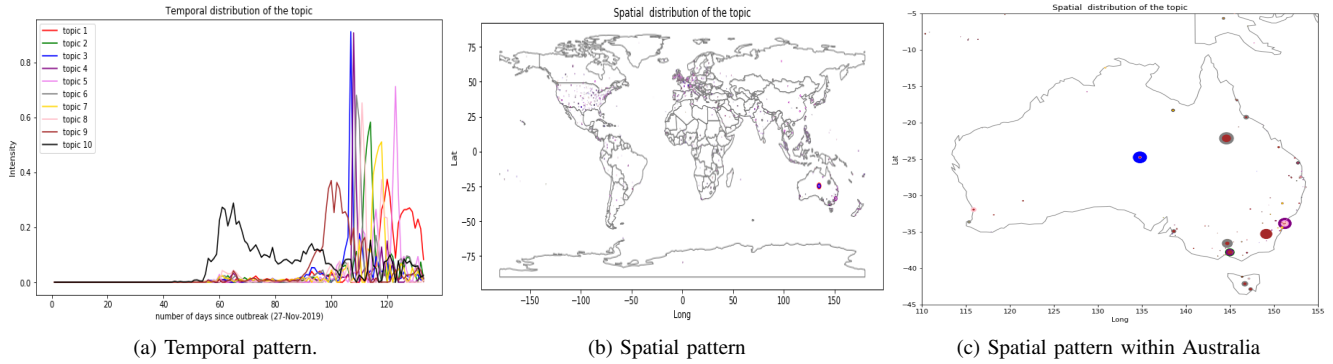 Temporal distribution of the topic
Intensity
0.8
0.6
0.4
0.2
0.0
topic 1
topic 2
topic 3
topic 4
topic 5
topic 6
topic 7
topic 8
topic 9
topic 10
0 20 40 60 80 100 120
number of days since outbreak (27-Nov-2019)
(a) Temporal pattern.
Spatial distribution of the topic
Lat
75
50
25
0
−25
−50
−75
−150 −100 −50 0 50 100 150
Long
(b) Spatial pattern
Spatial distribution of the topic
Lat
−5
−10
−15
−20
−25
−30
−35
−40
−45
110 115 120 125 130 135 140 145 150 155
Long
(c) Spatial pattern within Australia